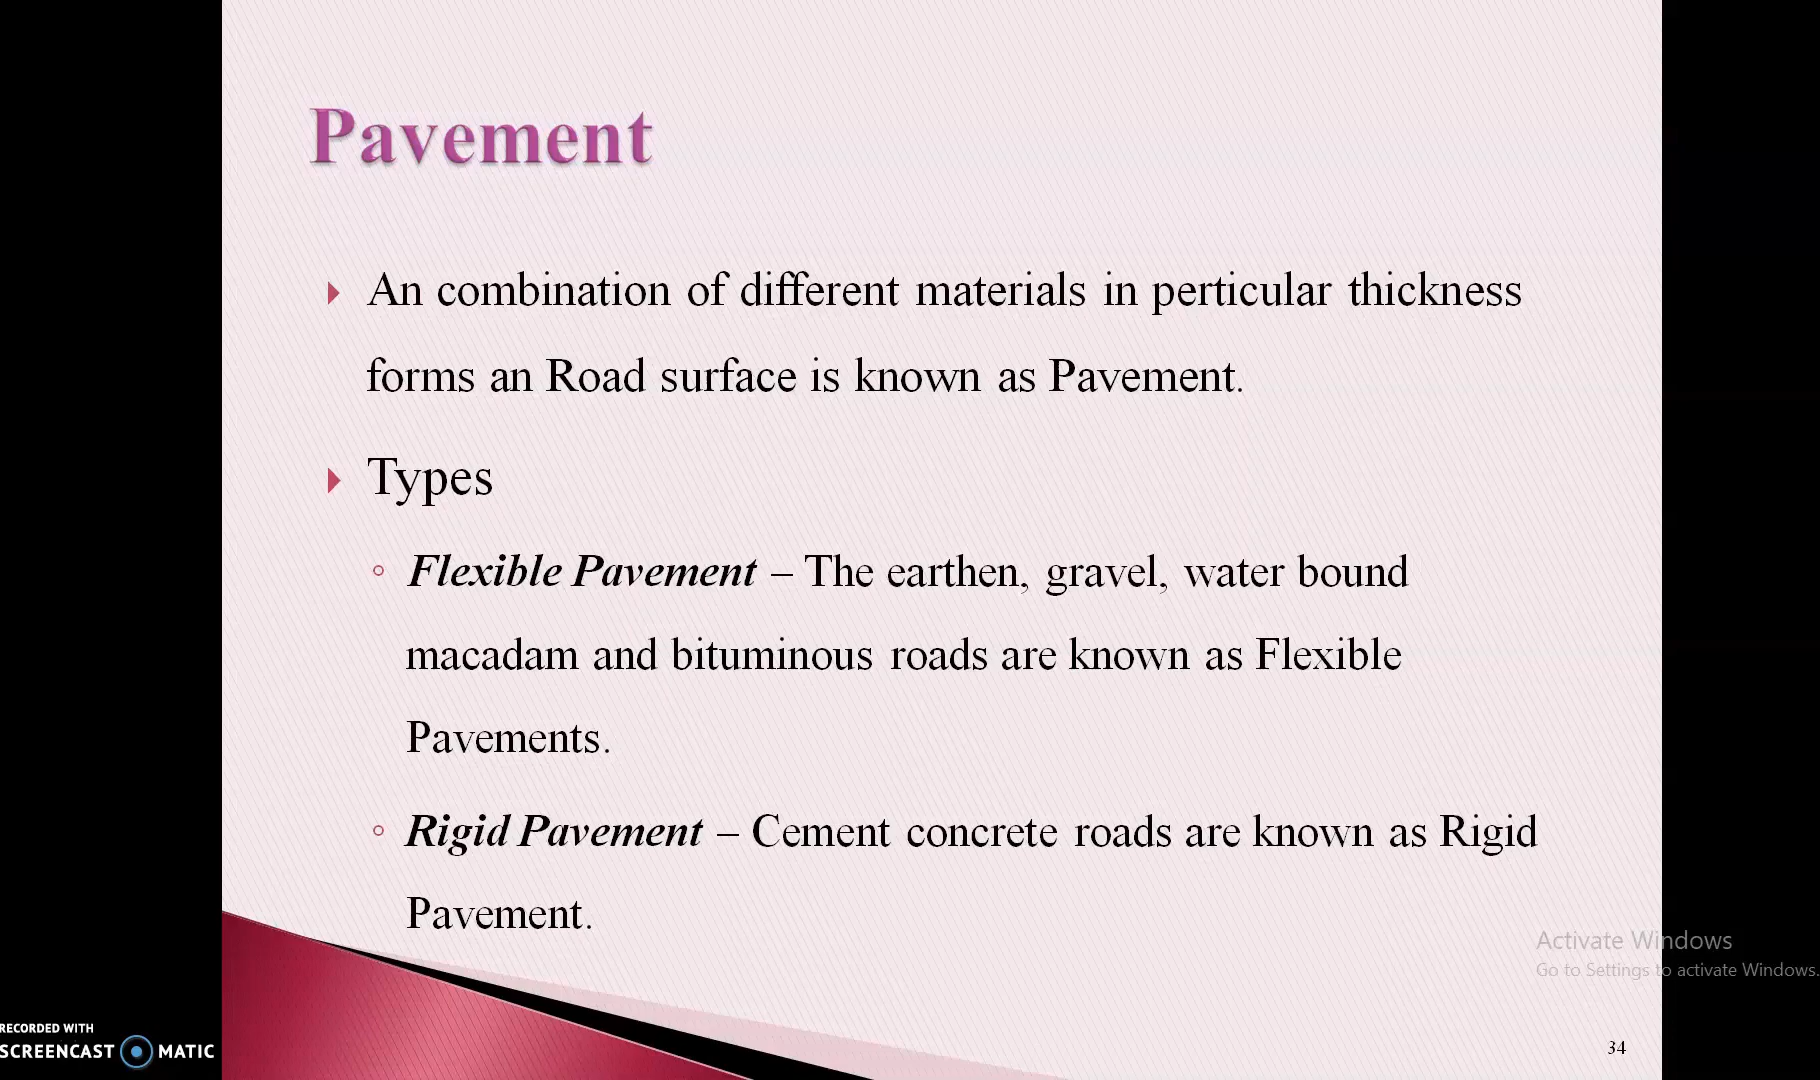 Pavement
An combination of different materials in perticular thickness
forms an Road surface is known as Pavement.
Types
Flexible Pavement – The earthen, gravel, water bound
macadam and bituminous roads are known as Flexible
Pavements.
Rigid Pavement – Cement concrete roads are known as Rigid
Pavement.
Activate Windows
Go to Settings to activate Windows.
RECORDED WITH
SCREENCAST MATIC
34